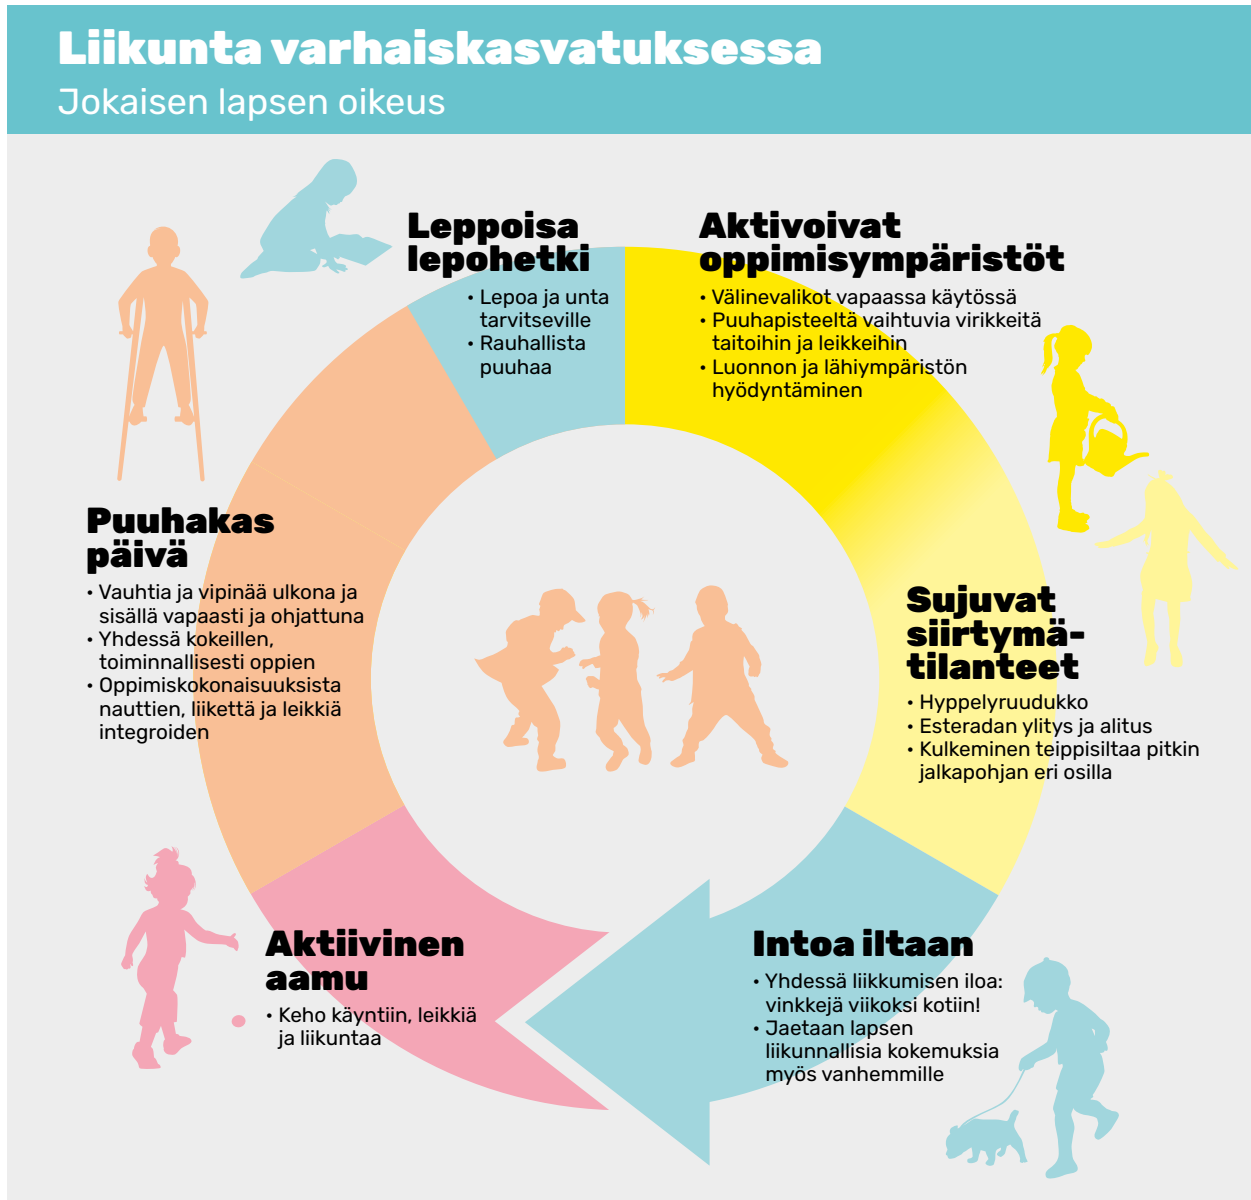 Liikunta varhaiskasvatuksessa
Jokaisen lapsen oikeus
Leppoisa
lepohetki
• Lepoa ja unta
tarvitseville
• Rauhallista
puuhaa
Aktivoivat
oppimisympäristöt
• Välinevalikot vapaassa käytössä
• Puuhapisteeltä vaihtuvia virikkeitä
taitoihin ja leikkeihin
• Luonnon ja lähiympäristön
hyödyntäminen
Puuhakas
päivä
• Vauhtia ja vipinää ulkona ja
sisällä vapaasti ja ohjattuna
• Yhdessä kokeillen,
toiminnallisesti oppien
• Oppimiskokonaisuuksista
nauttien, liikettä ja leikkiä
integroiden
Sujuvat
siirtymä-
tilanteet
• Hyppelyruudukko
• Esteradan ylitys ja alitus
• Kulkeminen teippisiltaa pitkin
jalkapohjan eri osilla
Aktiivinen
aamu
• Keho käyntiin, leikkiä
ja liikuntaa
Intoa iltaan
• Yhdessä liikkumisen iloa:
vinkkejä viikoksi kotiin!
• Jaetaan lapsen
liikunnallisia kokemuksia
myös vanhemmille